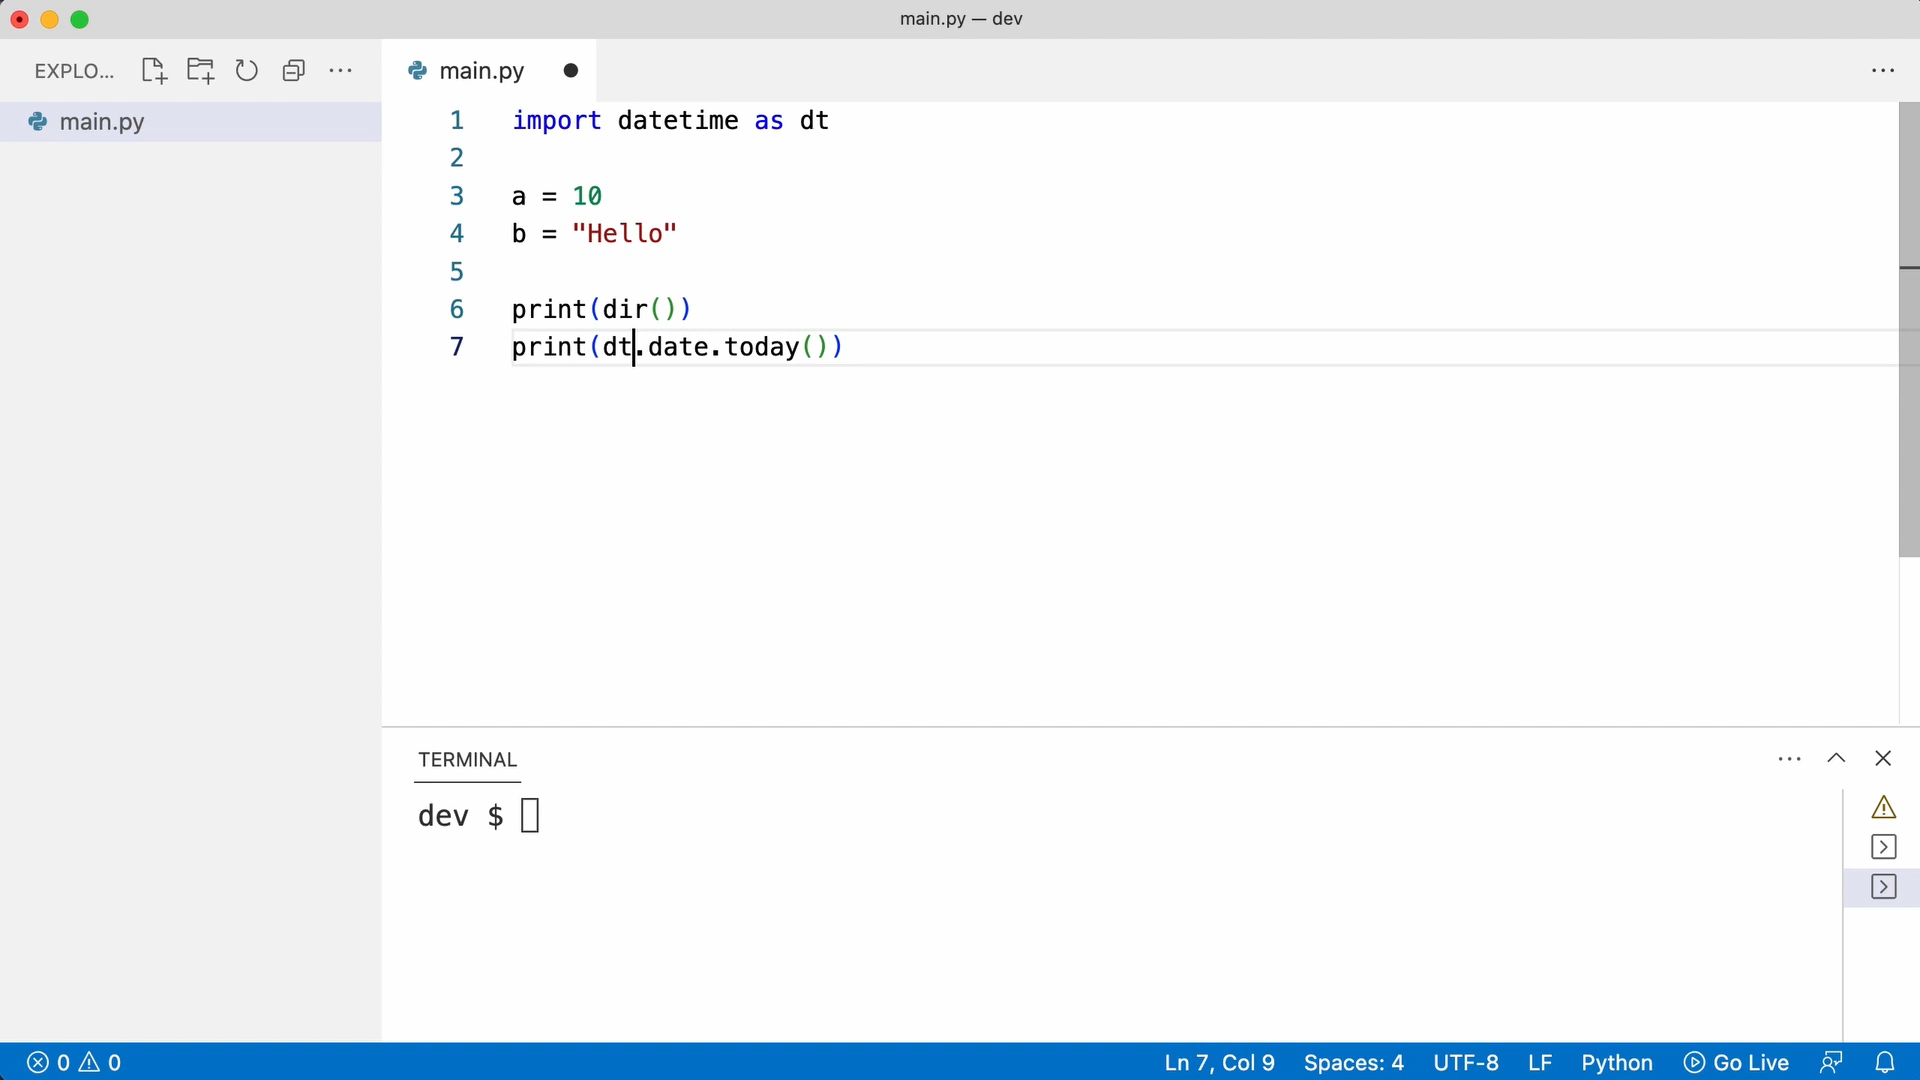 main.py — dev
EXPLO...
main.py
main.py
1 import datetime as dt
2
3 a = 10
4 b = "Hello"
5
6 print(dir())
7 print(dt.date.today())
TERMINAL
dev $
0 0
Ln 7, Col 9 Spaces: 4 UTF-8 LF Python Go Live